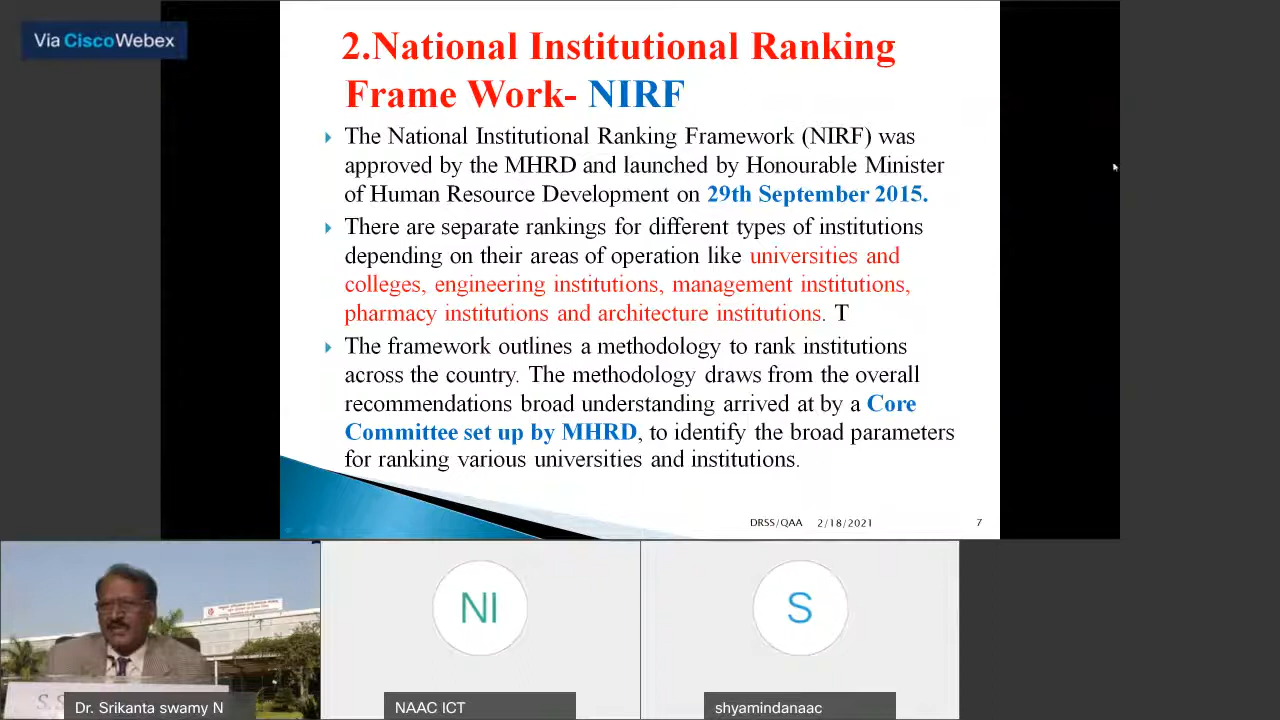 Via Cisco Webex
2.National Institutional Ranking
Frame Work- NIRF
The National Institutional Ranking Framework (NIRF) was
approved by the MHRD and launched by Honourable Minister
of Human Resource Development on 29th September 2015.
There are separate rankings for different types of institutions
depending on their areas of operation like universities and
colleges, engineering institutions, management institutions,
pharmacy institutions and architecture institutions. T
The framework outlines a methodology to rank institutions
across the country. The methodology draws from the overall
recommendations broad understanding arrived at by a Core
Committee set up by MHRD, to identify the broad parameters
for ranking various universities and institutions.
DRSS/QAA 2/18/2021 7
NI
S
Dr. Srikanta swamy N
NAAC ICT
shyamindanaac